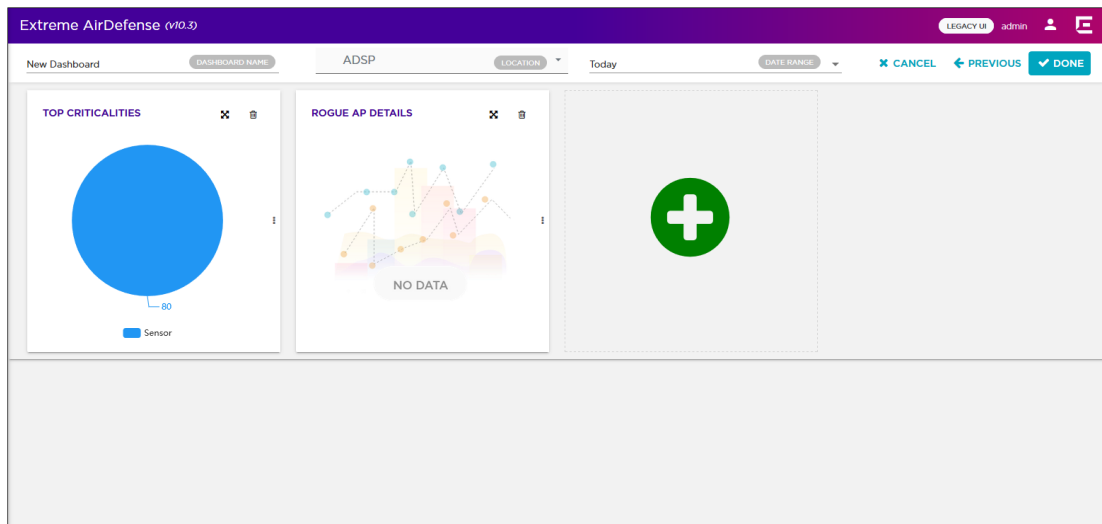 Extreme AirDefense (v10.3)
LEGACY UI admin
New Dashboard DASHBOARD NAME ADSP LOCATION Today DATE RANGE CANCEL PREVIOUS DONE
TOP CRITICALITIES
80
Sensor
ROGUE AP DETAILS
NO DATA